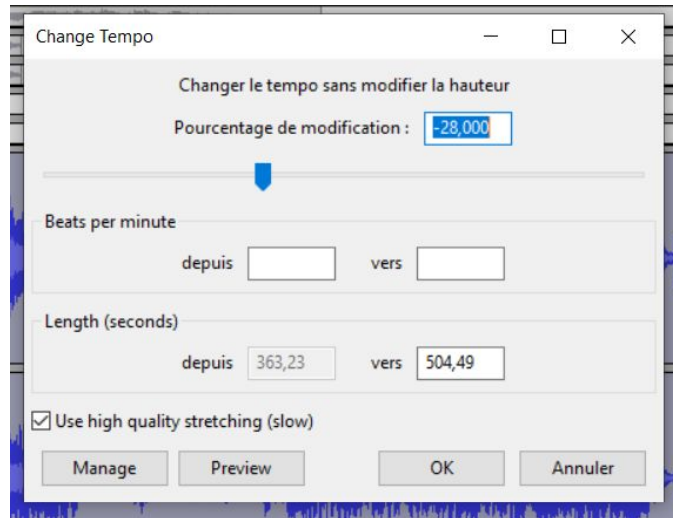 Change Tempo
Changer le tempo sans modifier la hauteur
Pourcentage de modification : -28,000
Beats per minute
depuis vers
Length (seconds)
depuis 363,23 vers 504,49
Use high quality stretching (slow)
Manage Preview OK Annuler